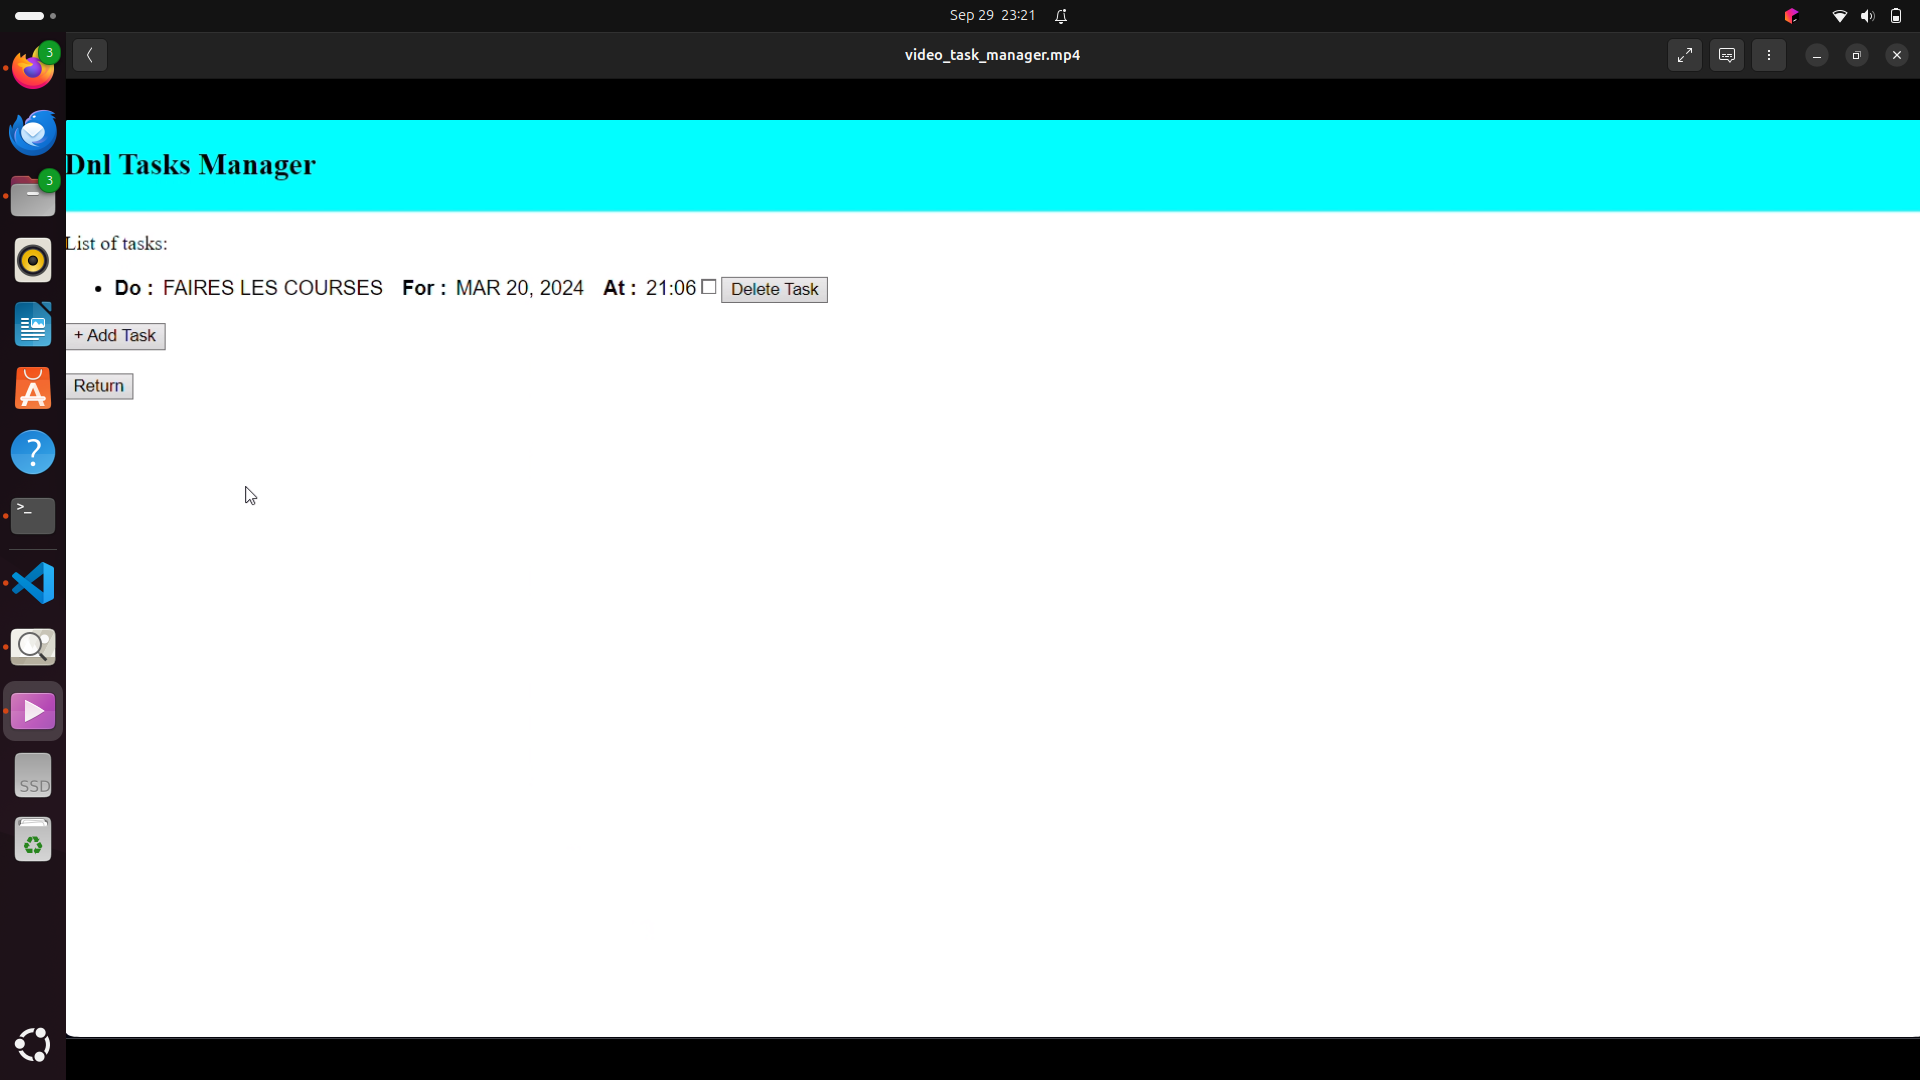 Sep 29 23:21
video_task_manager.mp4
3
Dnl Tasks Manager
3
List of tasks:
• Do : FAIRES LES COURSES For : MAR 20, 2024 At : 21:06 Delete Task
+ Add Task
Return
?
>_
SSD